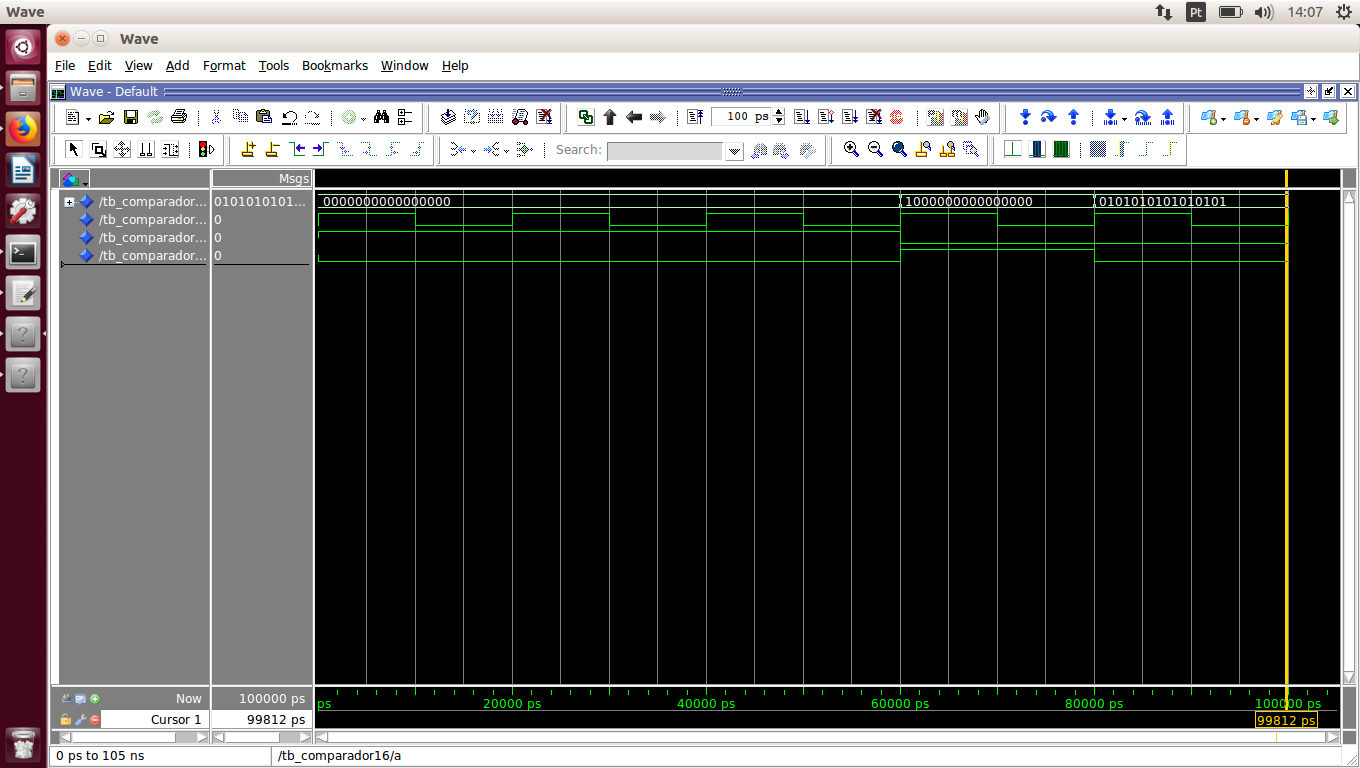 Wave
Pt
14:07
Wave
File Edit View Add Format Tools Bookmarks Window Help
Wave - Default
100 ps
Search:
Msgs
/tb_comparador... 0101010101... 0000000000000000 1000000000000000 0101010101010101
/tb_comparador... 0
/tb_comparador... 0
/tb_comparador... 0
Now 100000 ps
ps 20000 ps 40000 ps 60000 ps 80000 ps 100000 ps
Cursor 1 99812 ps 99812 ps
0 ps to 105 ns /tb_comparador16/a